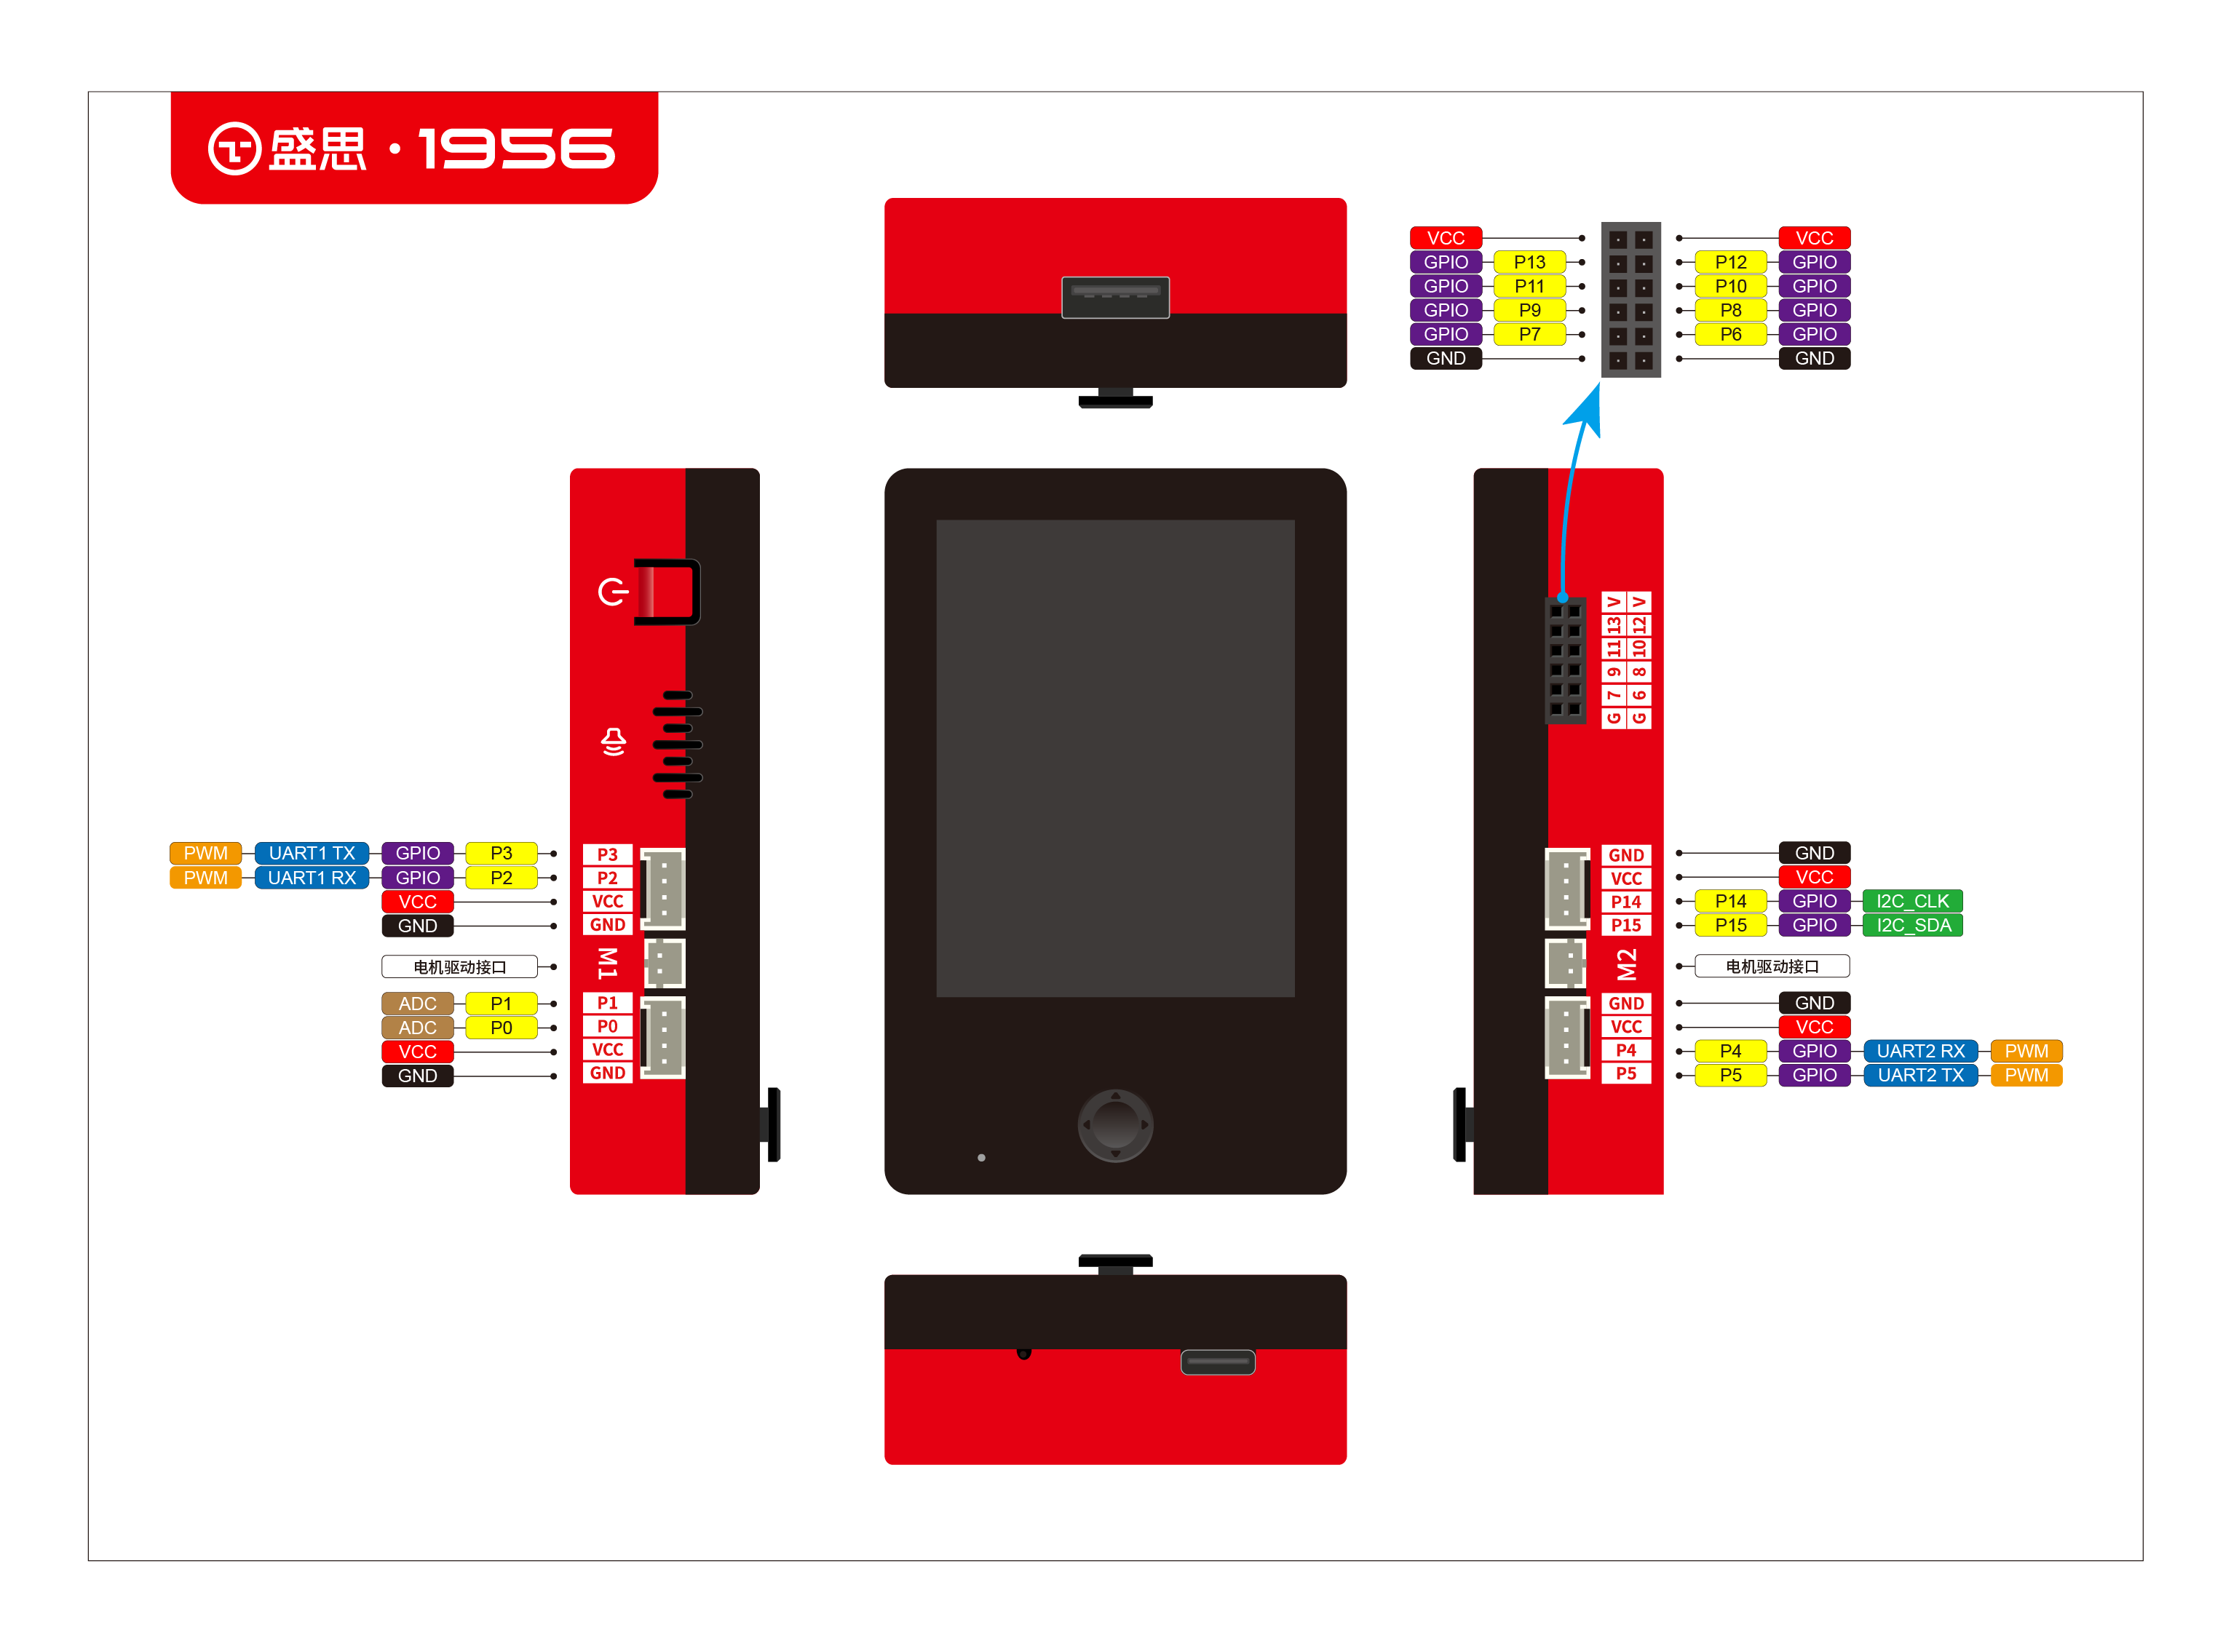 盛思·1956
VCC VCC
GPIO P13 P12 GPIO
GPIO P11 P10 GPIO
GPIO P9 P8 GPIO
GPIO P7 P6 GPIO
GND GND
V V
13 12
11 10
9 8
7 6
G G
PWM UART1 TX GPIO P3 P3
PWM UART1 RX GPIO P2 P2
VCC VCC
GND GND
电机驱动接口 M1
ADC P1 P1
ADC P0 P0
VCC VCC
GND GND
GND GND
VCC VCC
P14 P14 GPIO I2C_CLK
P15 P15 GPIO I2C_SDA
M2 电机驱动接口
GND GND
VCC VCC
P4 P4 GPIO UART2 RX PWM
P5 P5 GPIO UART2 TX PWM